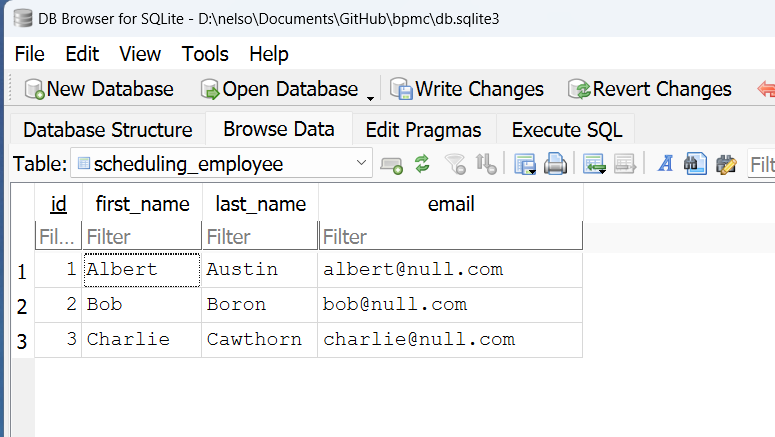 DB Browser for SQLite - D:\nelso\Documents\GitHub\bpmc\db.sqlite3
File Edit View Tools Help
New Database Open Database Write Changes Revert Changes
Database Structure Browse Data Edit Pragmas Execute SQL
Table: scheduling_employee A
id first_name last_name email
Fil... Filter Filter Filter
1 1 Albert Austin albert@null.com
2 2 Bob Boron bob@null.com
3 3 Charlie Cawthorn charlie@null.com